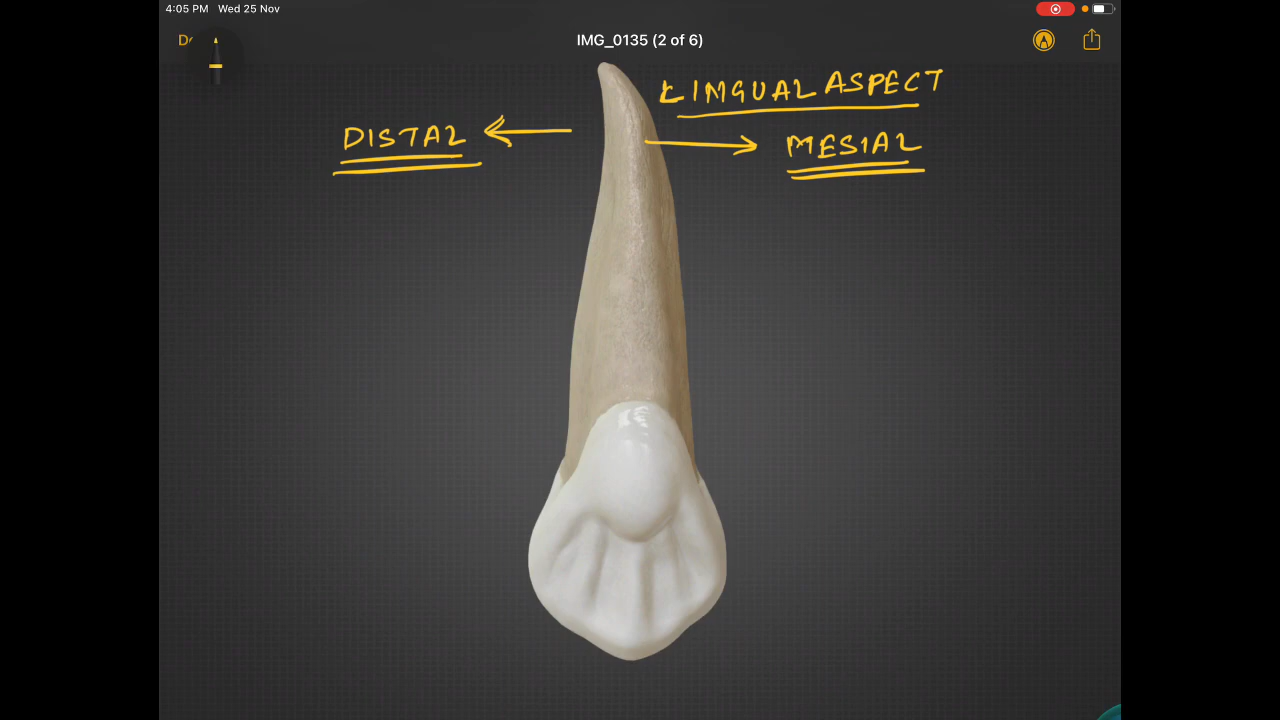 4:05 PM Wed 25 Nov
IMG_0135 (2 of 6)
LINGUAL ASPECT
DISTAL
MESIAL